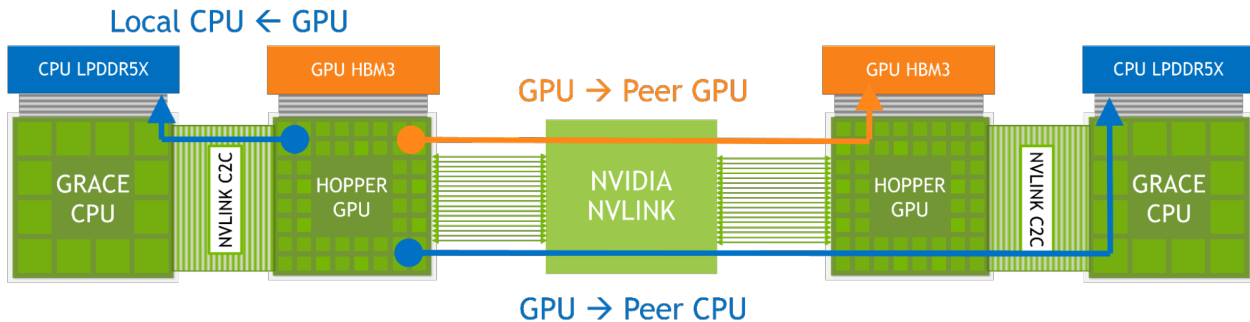 Local CPU ← GPU
CPU LPDDR5X
GPU HBM3
GPU HBM3
CPU LPDDR5X
GPU → Peer GPU
GRACE
CPU
NVLINK C2C
HOPPER
GPU
NVIDIA
NVLINK
HOPPER
GPU
NVLINK C2C
GRACE
CPU
GPU → Peer CPU